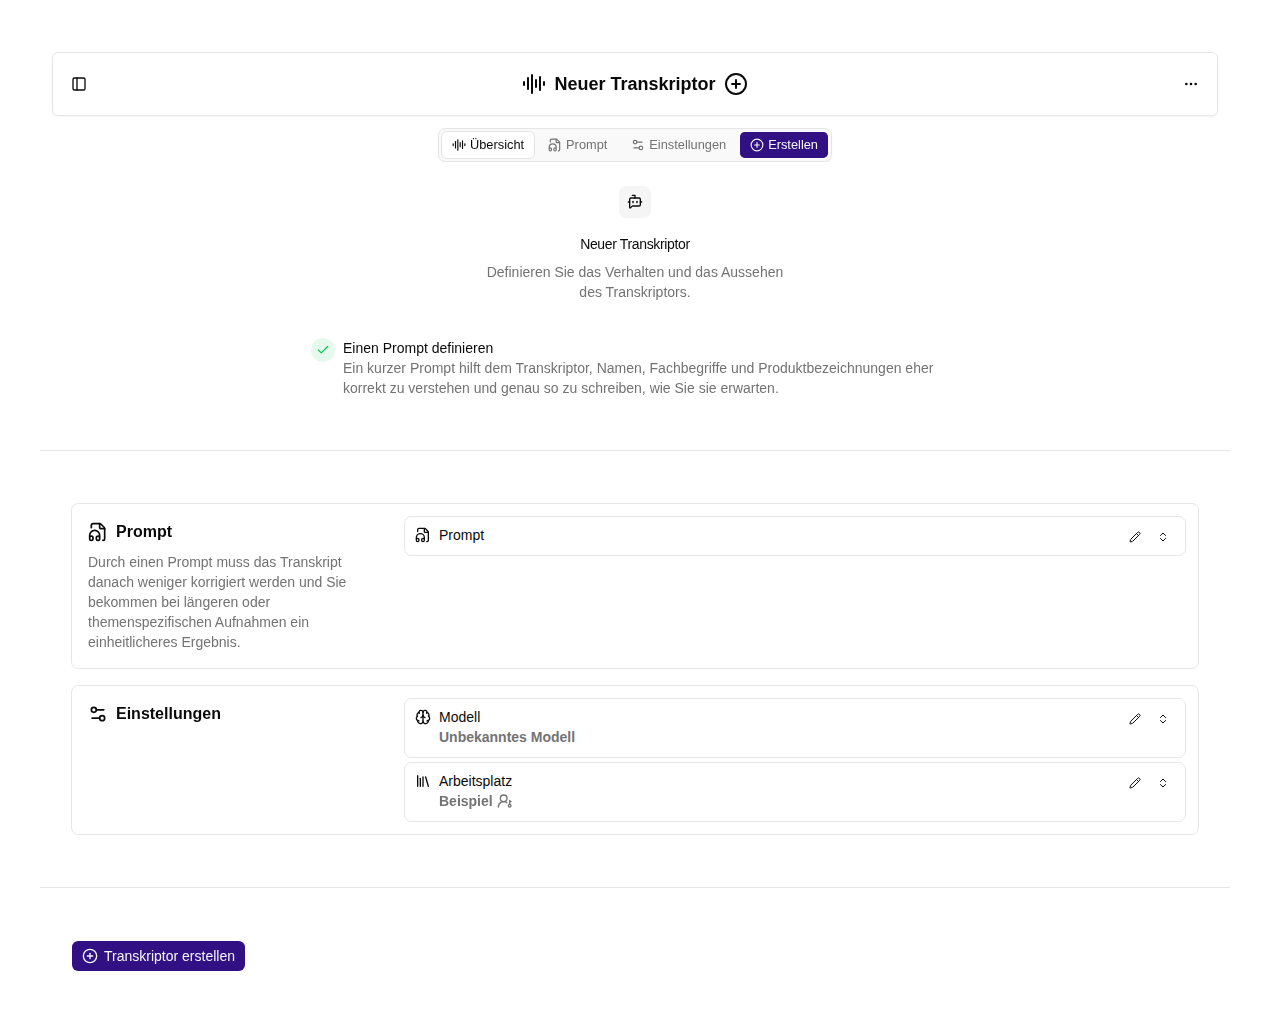 Neuer Transkriptor
Übersicht
Prompt
Einstellungen
Erstellen
Neuer Transkriptor
Definieren Sie das Verhalten und das Aussehen
des Transkriptors.
Einen Prompt definieren
Ein kurzer Prompt hilft dem Transkriptor, Namen, Fachbegriffe und Produktbezeichnungen eher
korrekt zu verstehen und genau so zu schreiben, wie Sie sie erwarten.
Prompt
Durch einen Prompt muss das Transkript
danach weniger korrigiert werden und Sie
bekommen bei längeren oder
themenspezifischen Aufnahmen ein
einheitlicheres Ergebnis.
Prompt
Einstellungen
Modell
Unbekanntes Modell
Arbeitsplatz
Beispiel
Transkriptor erstellen